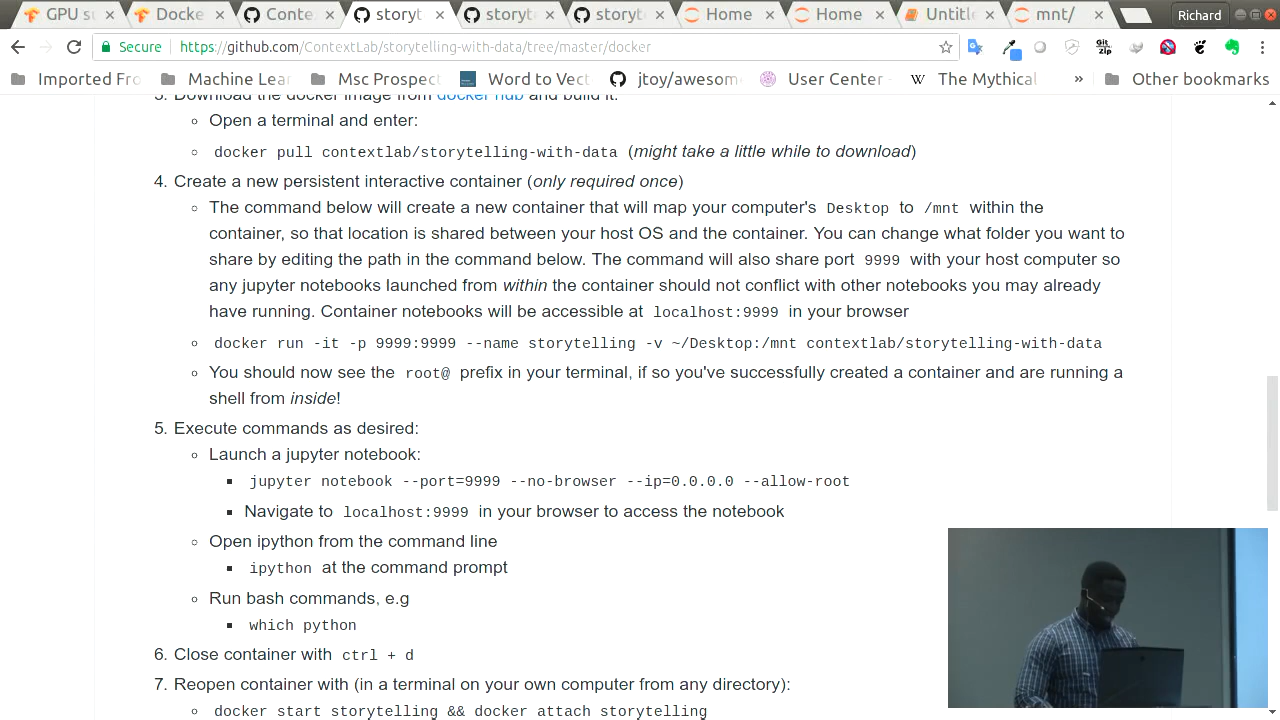 GPU su
Docke
Conte
storyt
storyte
storyte
Home
Home
Untitle
mnt/
Richard
Secure
https://github.com/ContextLab/storytelling-with-data/tree/master/docker
Git
Zip
Imported Fro
Machine Lear
Msc Prospect
Word to Vect
jtoy/awesom
User Center -
W The Mythical
»
Other bookmarks
3. Download the docker image from docker hub and build it:
Open a terminal and enter:
docker pull contextlab/storytelling-with-data (might take a little while to download)
4. Create a new persistent interactive container (only required once)
The command below will create a new container that will map your computer's Desktop to /mnt within the
container, so that location is shared between your host OS and the container. You can change what folder you want to
share by editing the path in the command below. The command will also share port 9999 with your host computer so
any jupyter notebooks launched from within the container should not conflict with other notebooks you may already
have running. Container notebooks will be accessible at localhost:9999 in your browser
docker run -it -p 9999:9999 --name storytelling -v ~/Desktop:/mnt contextlab/storytelling-with-data
You should now see the root@ prefix in your terminal, if so you've successfully created a container and are running a
shell from inside!
5. Execute commands as desired:
Launch a jupyter notebook:
jupyter notebook --port=9999 --no-browser --ip=0.0.0.0 --allow-root
Navigate to localhost:9999 in your browser to access the notebook
Open ipython from the command line
ipython at the command prompt
Run bash commands, e.g
which python
6. Close container with ctrl + d
7. Reopen container with (in a terminal on your own computer from any directory):
docker start storytelling && docker attach storytelling